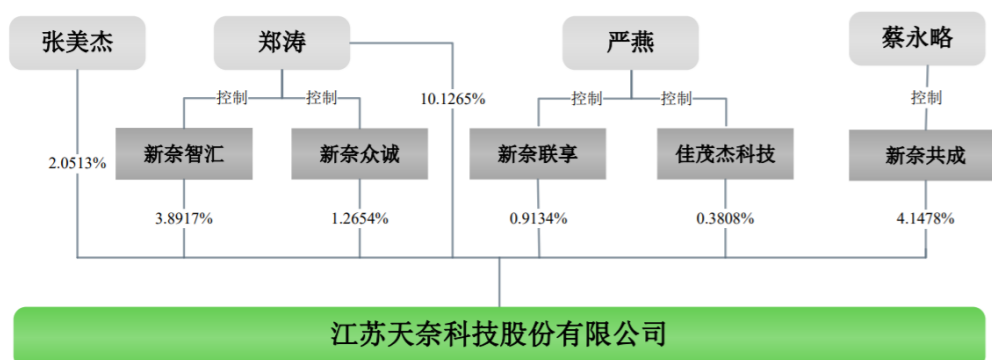 张美杰
郑涛
严燕
蔡永略
控制
控制
10.1265%
控制
控制
控制
2.0513%
新奈智汇
新奈众诚
新奈联享
佳茂杰科技
新奈共成
3.8917%
1.2654%
0.9134%
0.3808%
4.1478%
江苏天奈科技股份有限公司